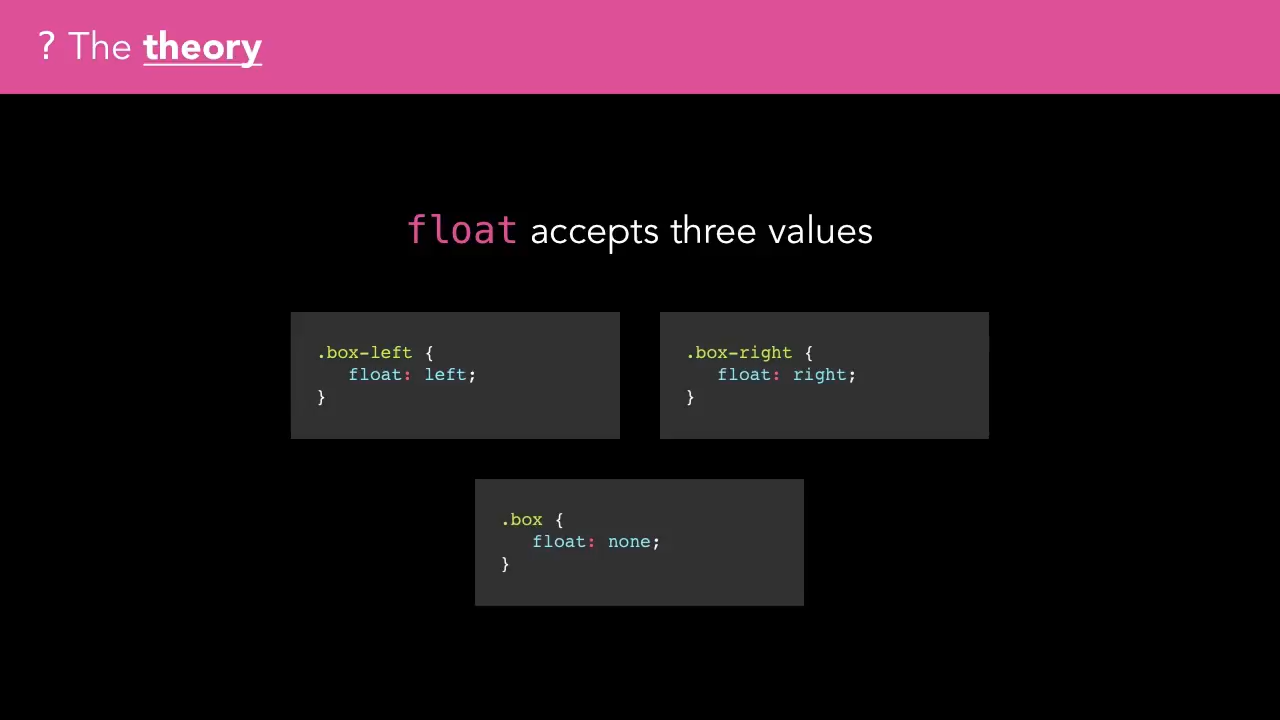 ? The theory
float accepts three values
.box-left {
   float: left;
}
.box-right {
   float: right;
}
.box {
   float: none;
}